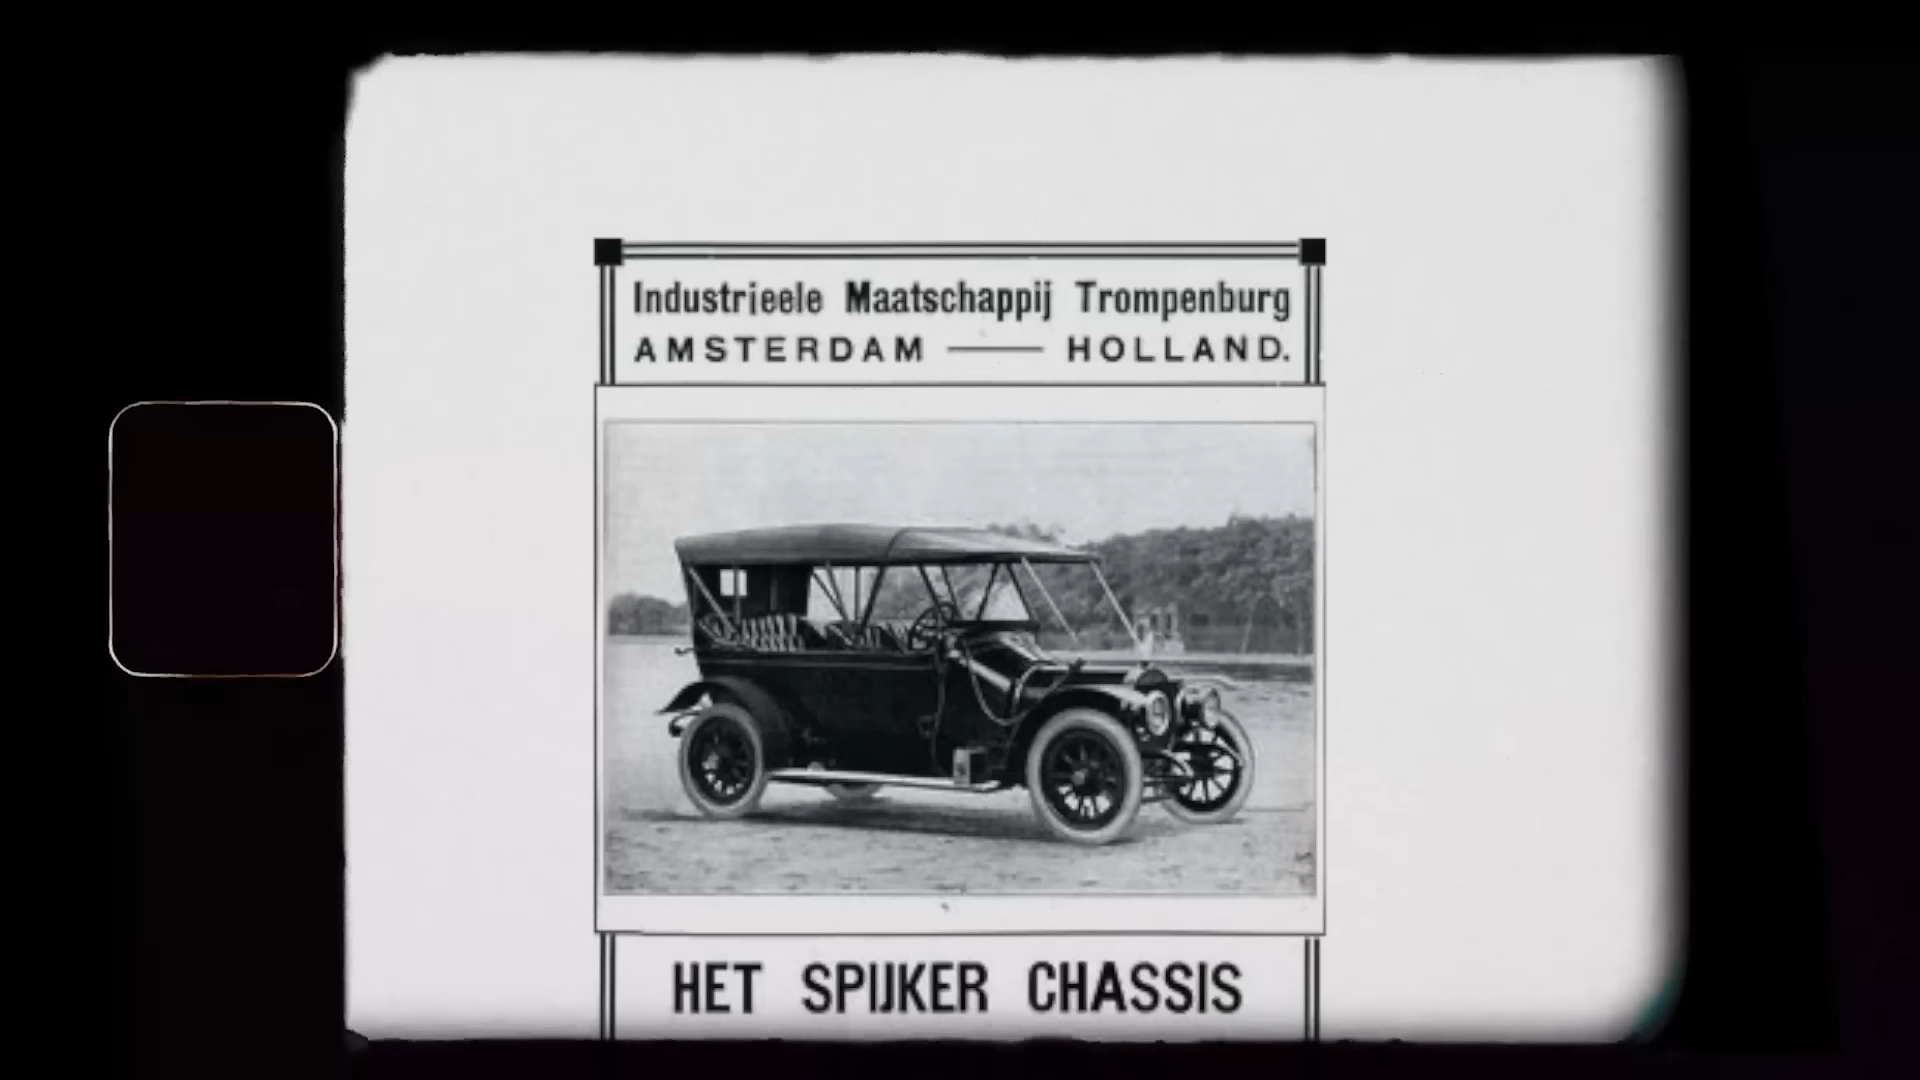 Industrieele Maatschappij Trompenburg
AMSTERDAM — HOLLAND.
HET SPIJKER CHASSIS